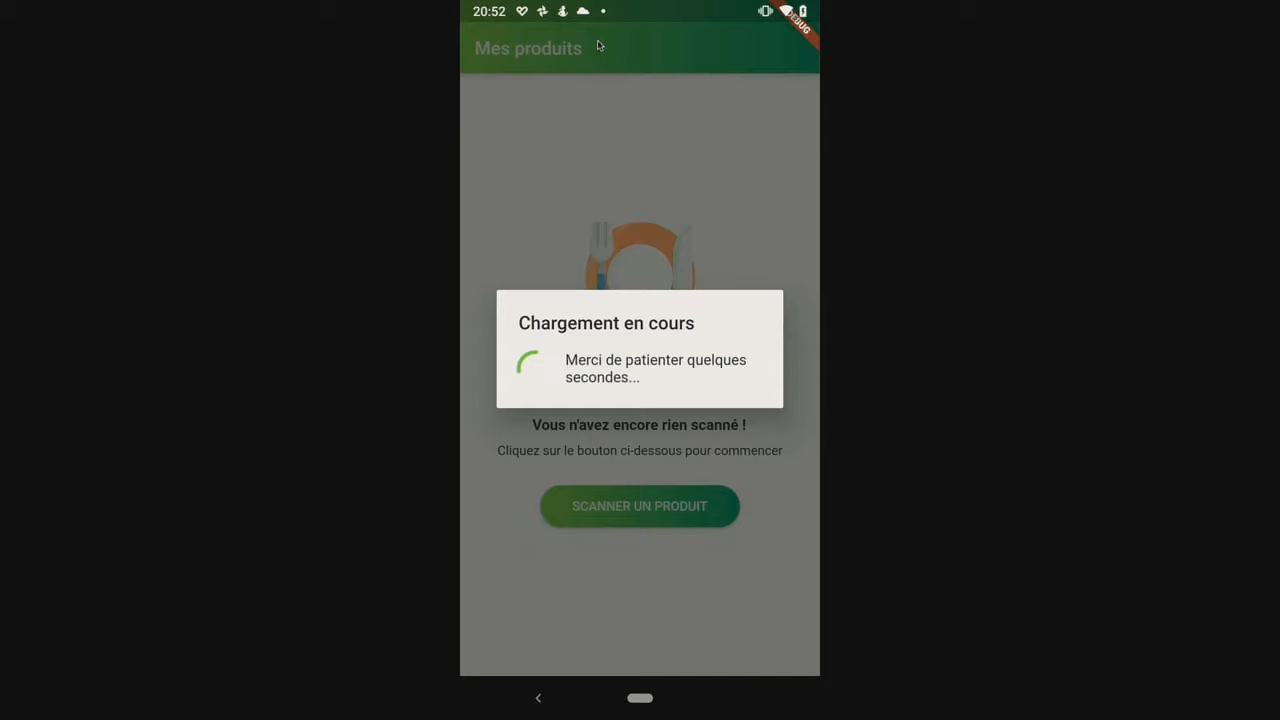 20:52
DEBUG
Mes produits
Chargement en cours
Merci de patienter quelques
secondes...
Vous n'avez encore rien scanné !
Cliquez sur le bouton ci-dessous pour commencer
SCANNER UN PRODUIT